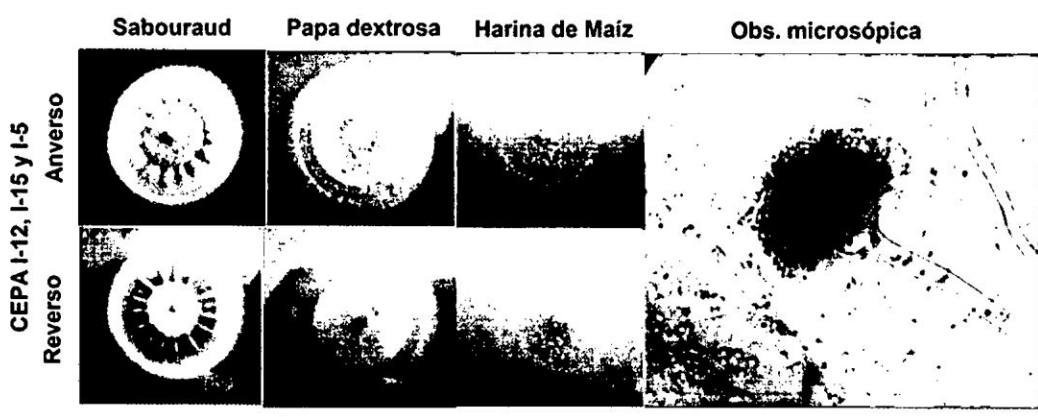 Sabouraud Papa dextrosa Harina de Maíz Obs. microsópica
CEPA I-12, I-15 y I-5
Anverso
Reverso